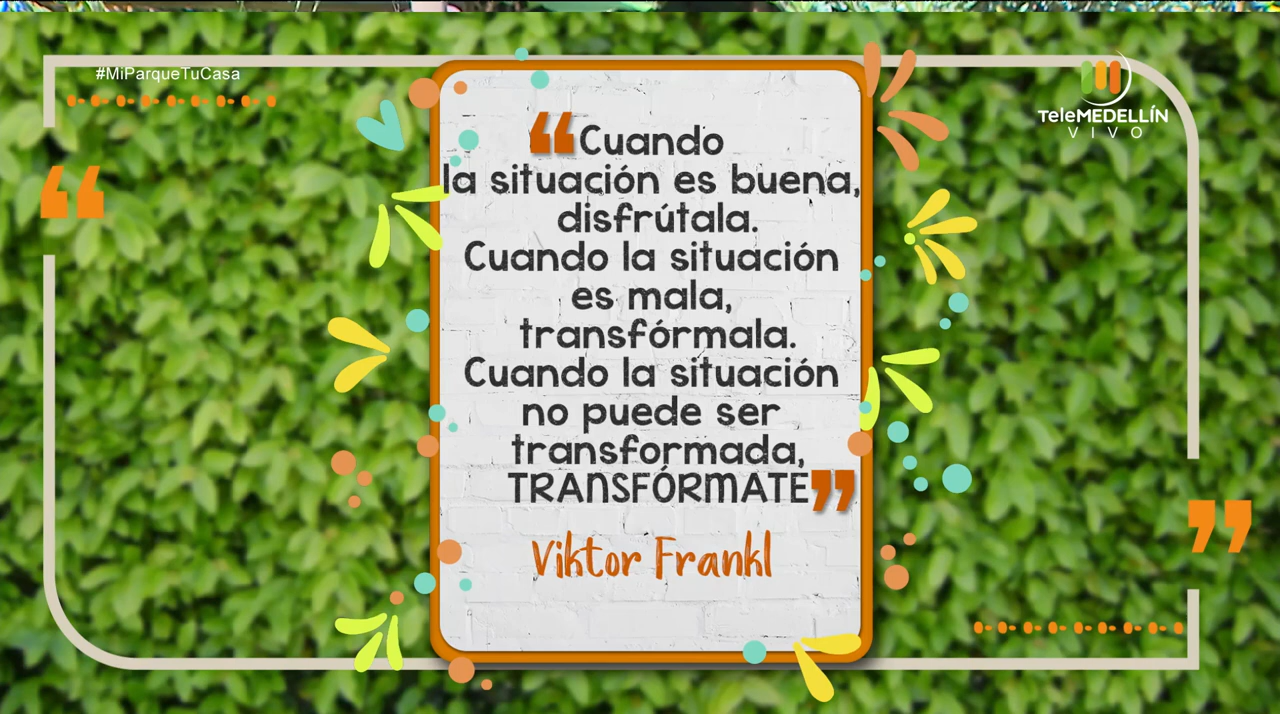 #MiParqueTuCasa
TeleMEDELLÍN
VIVO
“Cuando
la situación es buena,
disfrútala.
Cuando la situación
es mala,
transfórmala.
Cuando la situación
no puede ser
transformada,
TRANSFÓRMATE”
Viktor Frankl